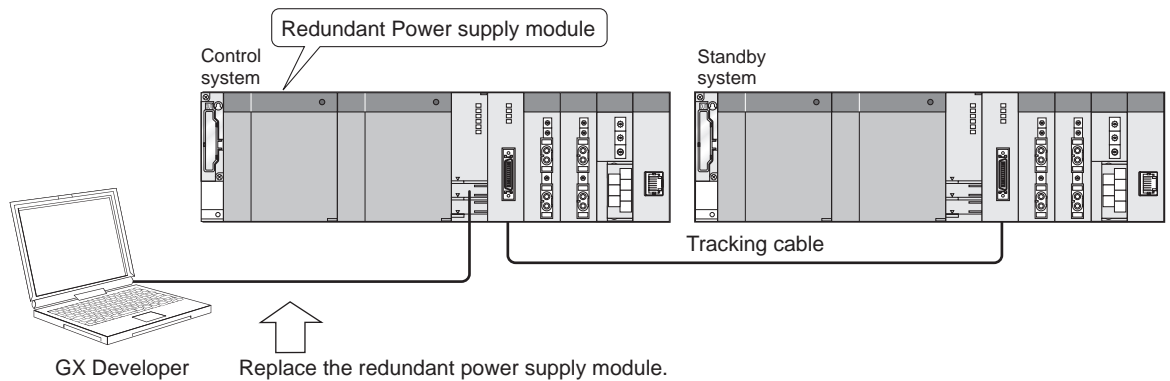 Redundant Power supply module
Control
system
Standby
system
Tracking cable
GX Developer
Replace the redundant power supply module.